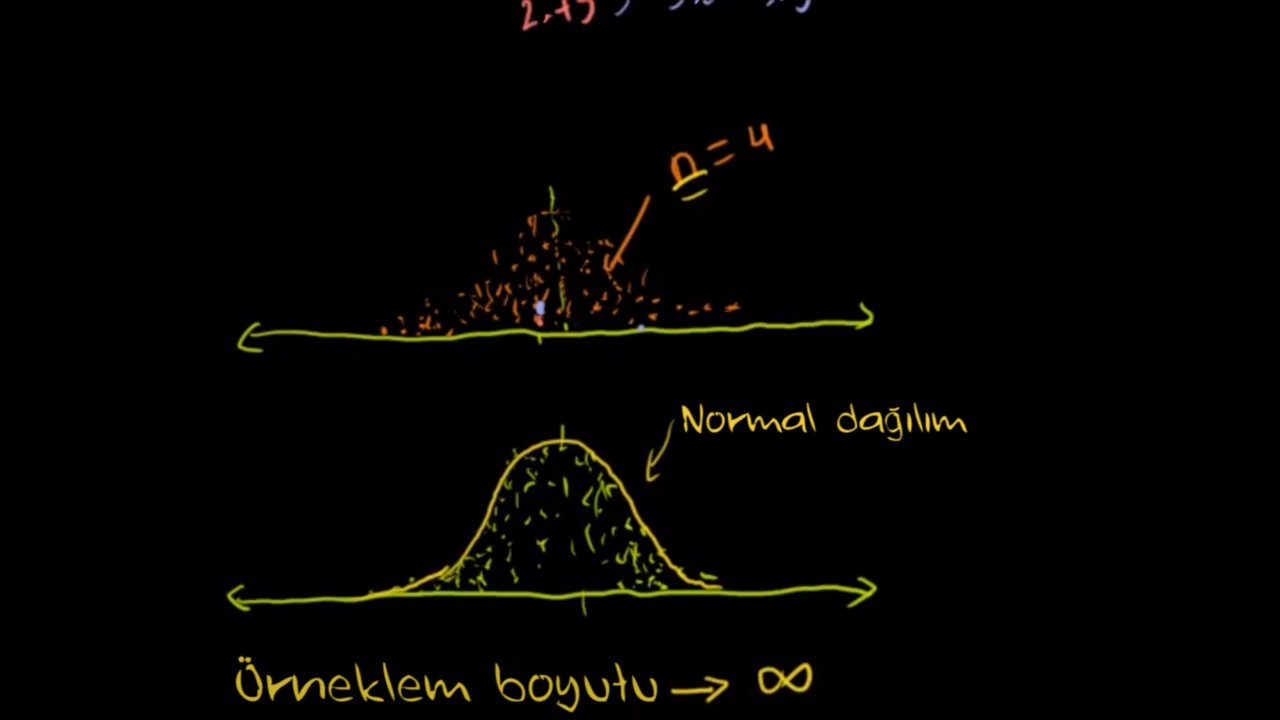 n = 4
Normal dağılım
Örneklem boyutu → ∞